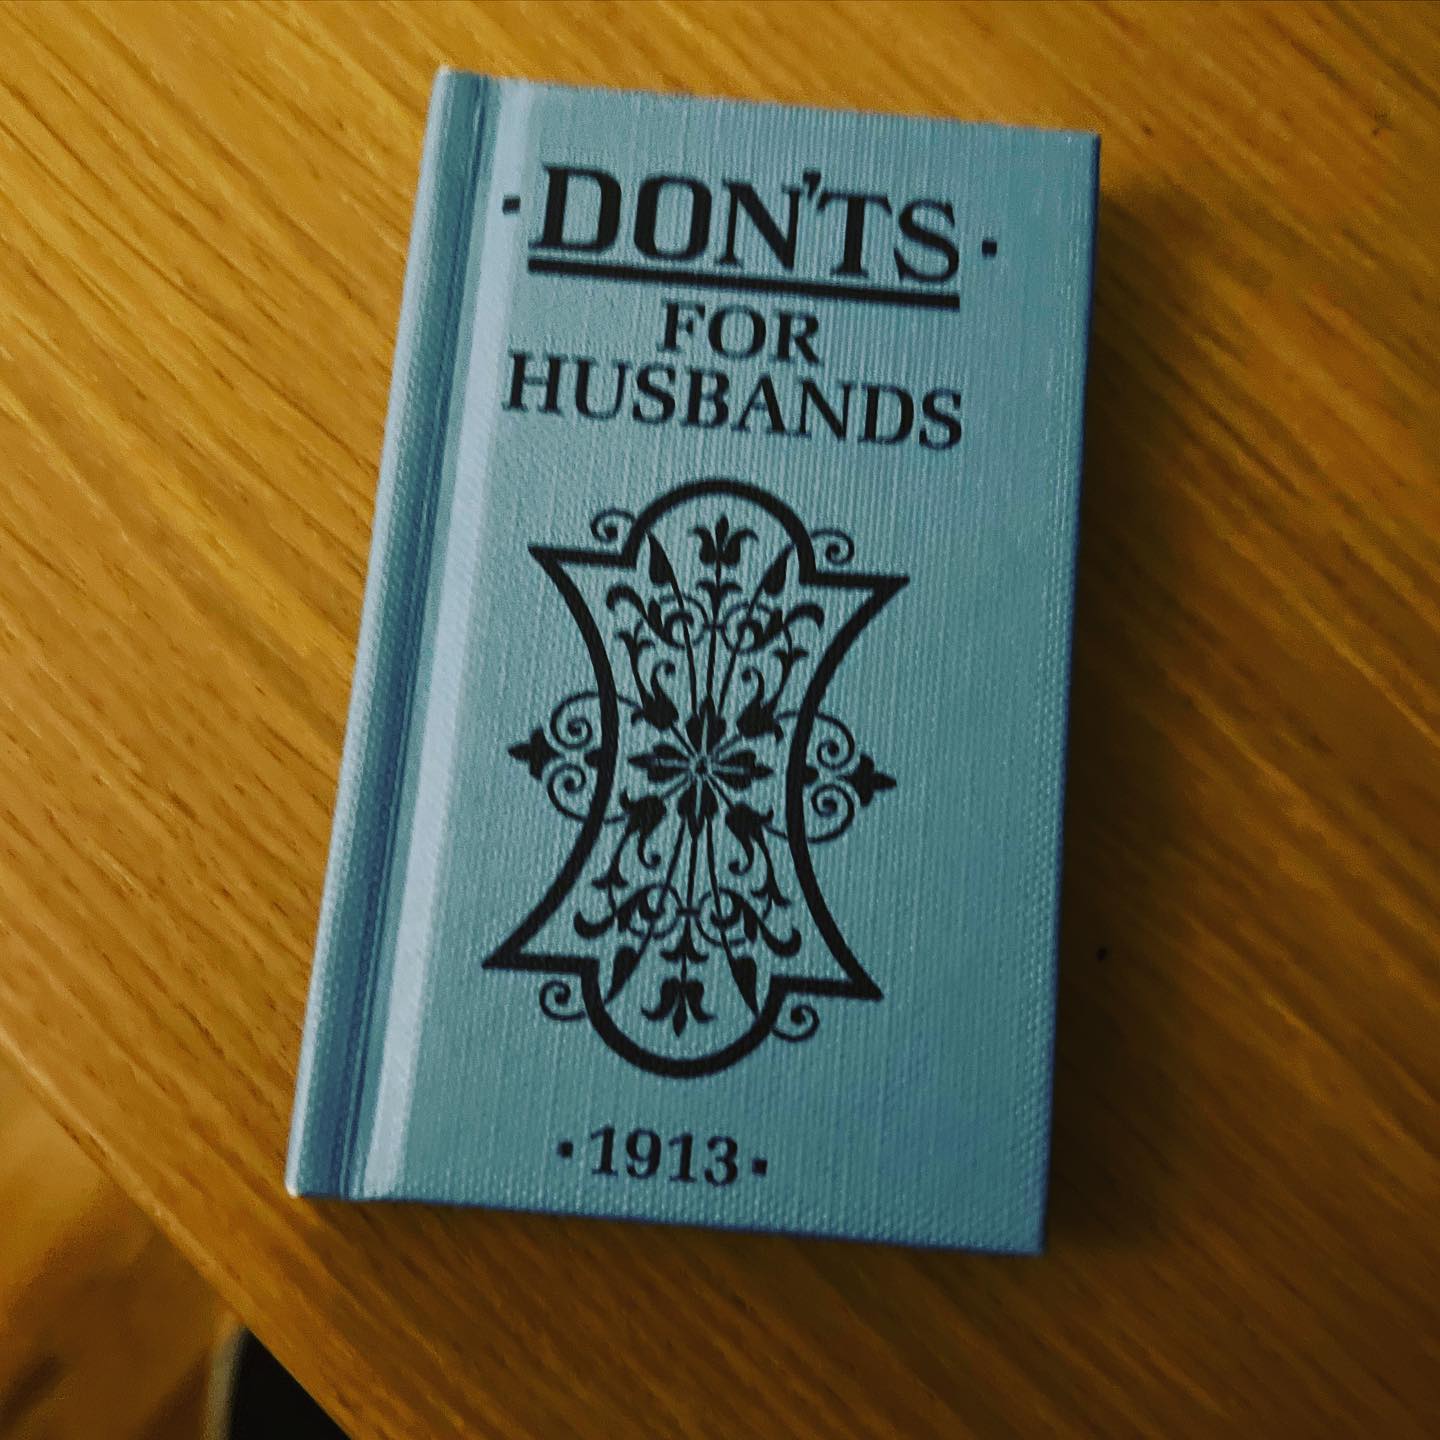 ·DON'TS·
FOR
HUSBANDS
·1913·